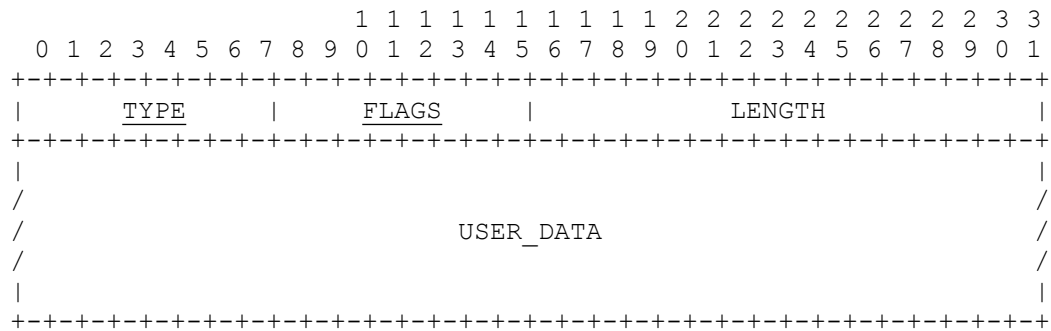 1 1 1 1 1 1 1 1 1 1 2 2 2 2 2 2 2 2 2 2 3 3
0 1 2 3 4 5 6 7 8 9 0 1 2 3 4 5 6 7 8 9 0 1 2 3 4 5 6 7 8 9 0 1
+-+-+-+-+-+-+-+-+-+-+-+-+-+-+-+-+-+-+-+-+-+-+-+-+-+-+-+-+-+-+-+-+
| TYPE | FLAGS | LENGTH |
+-+-+-+-+-+-+-+-+-+-+-+-+-+-+-+-+-+-+-+-+-+-+-+-+-+-+-+-+-+-+-+-+
| |
/ /
/ USER_DATA /
/ /
| |
+-+-+-+-+-+-+-+-+-+-+-+-+-+-+-+-+-+-+-+-+-+-+-+-+-+-+-+-+-+-+-+-+